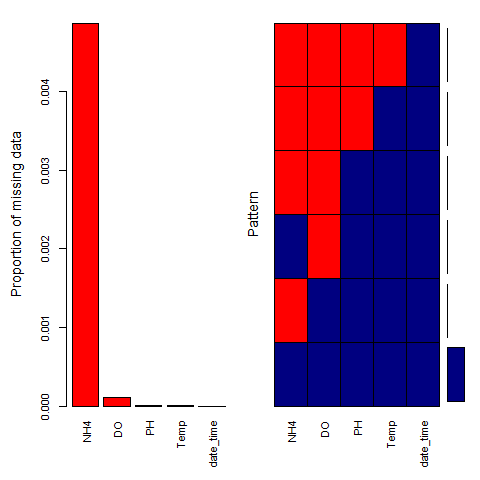 Proportion of missing data
0.004
0.003
0.002
0.001
0.000
NH4
DO
PH
Temp
date_time
Pattern
NH4
DO
PH
Temp
date_time